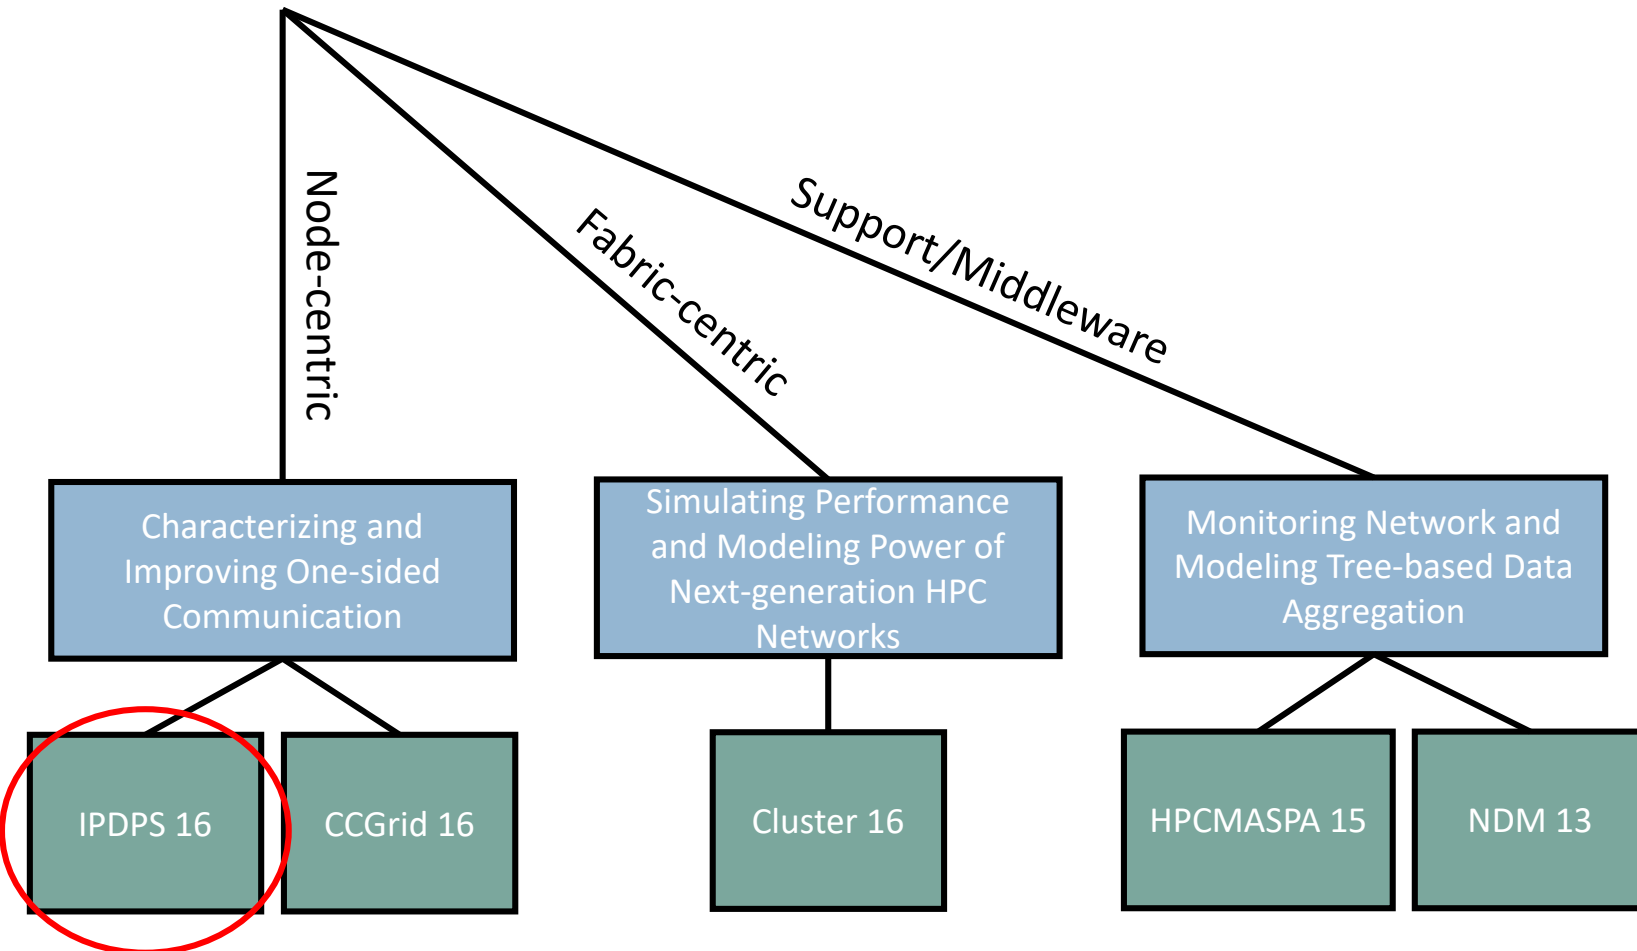 Node-centric
Fabric-centric
Support/Middleware
Characterizing and
Improving One-sided
Communication
Simulating Performance
and Modeling Power of
Next-generation HPC
Networks
Monitoring Network and
Modeling Tree-based Data
Aggregation
IPDPS 16
CCGrid 16
Cluster 16
HPCMASPA 15
NDM 13